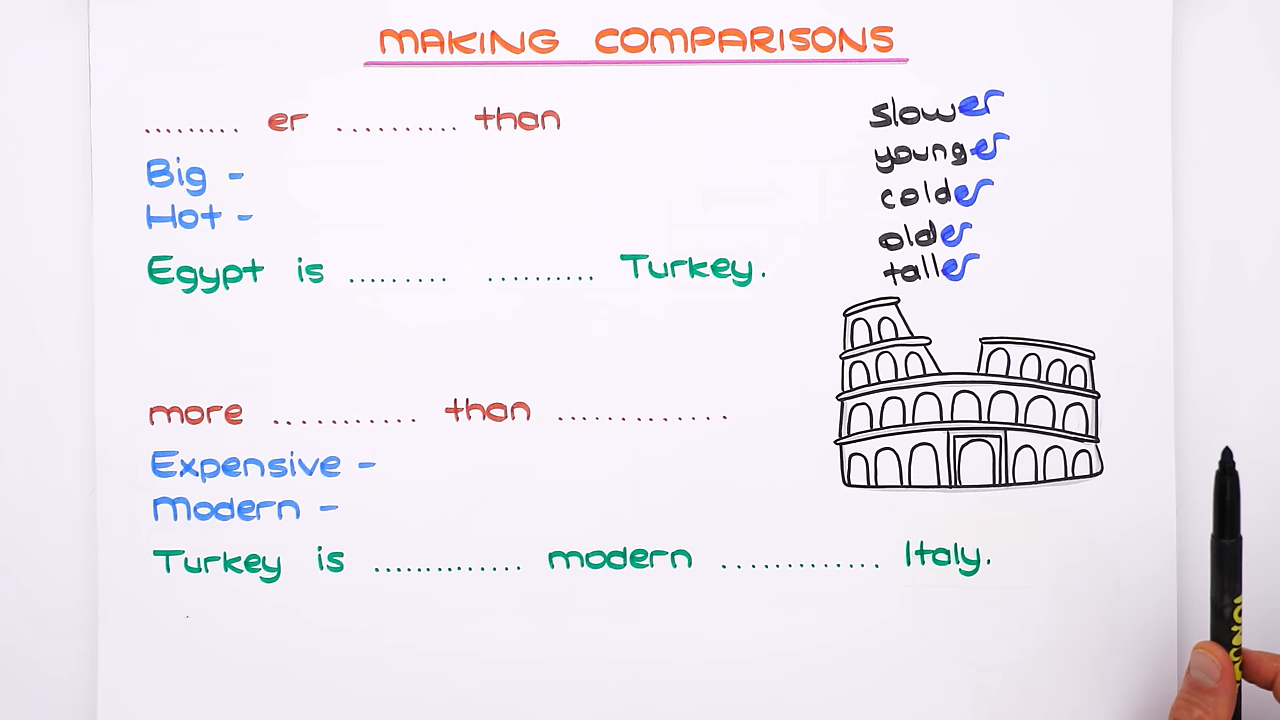 MAKING COMPARISONS
......... er .......... than
Big -
Hot -
Egypt is ......... .......... Turkey.
slower
younger
colder
older
taller
more ........... than .............
Expensive -
Modern -
Turkey is ............. modern ............. Italy.